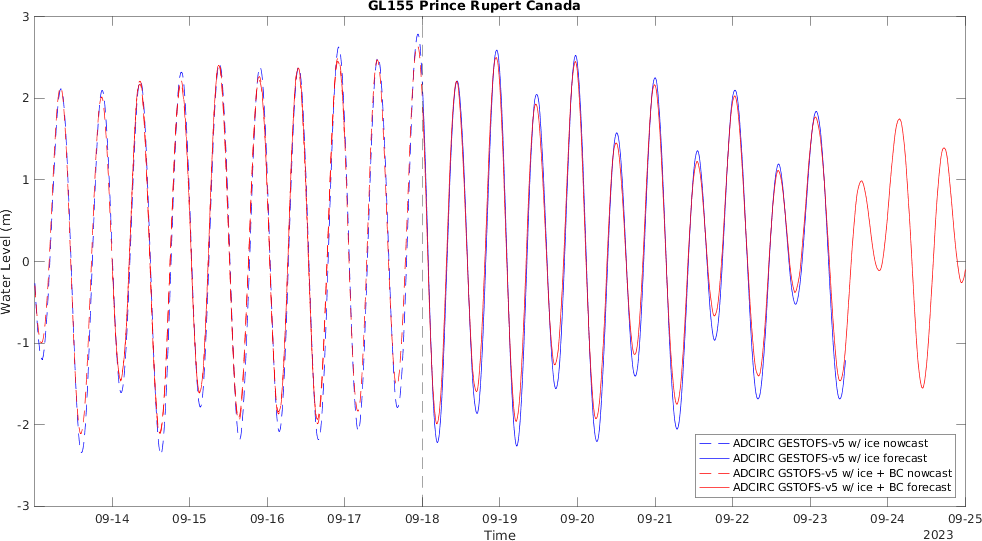 GL155 Prince Rupert Canada
3
2
1
0
-1
-2
-3
Water Level (m)
ADCIRC GESTOFS-v5 w/ ice nowcast
ADCIRC GESTOFS-v5 w/ ice forecast
ADCIRC GSTOFS-v5 w/ ice + BC nowcast
ADCIRC GSTOFS-v5 w/ ice + BC forecast
09-14 09-15 09-16 09-17 09-18 09-19 09-20 09-21 09-22 09-23 09-24 09-25
Time
2023